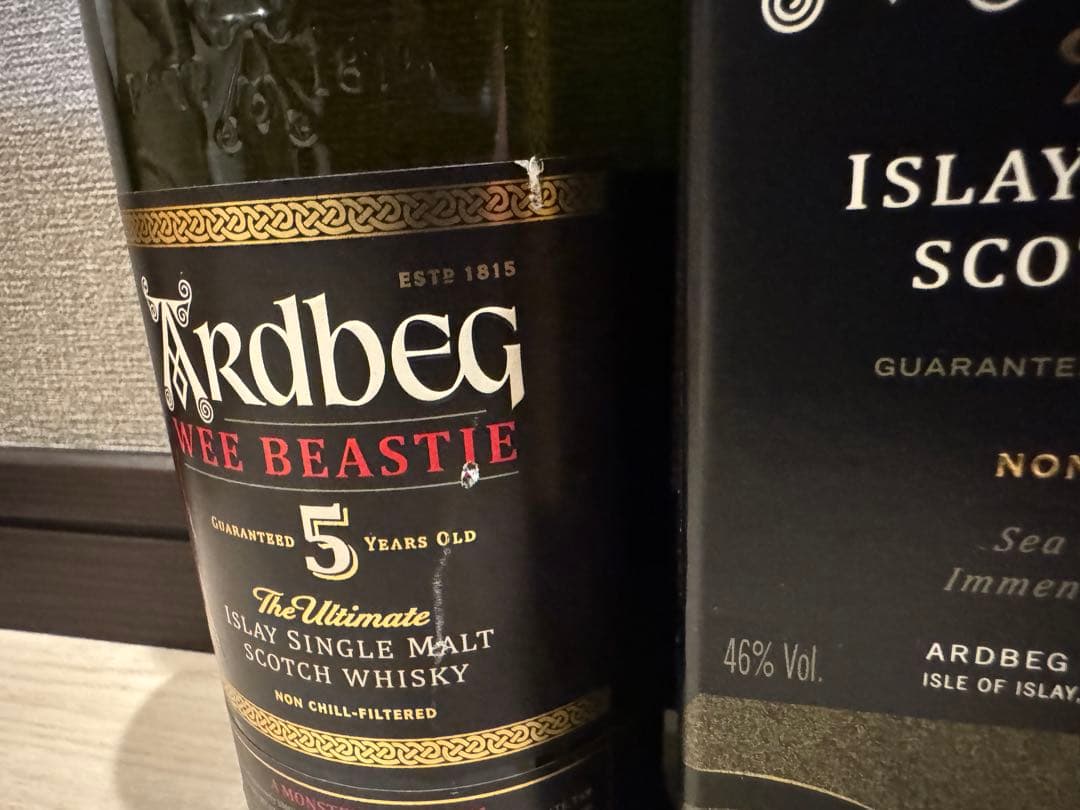 ESTD 1815
ARDBEG
WEE BEASTIE
GUARANTEED 5 YEARS OLD
The Ultimate
ISLAY SINGLE MALT
SCOTCH WHISKY
NON CHILL-FILTERED
A
ISLAY
SCO
GUARANTE
NON
Sea
Immen
46% Vol.
ARDBEG
ISLE OF ISLAY,